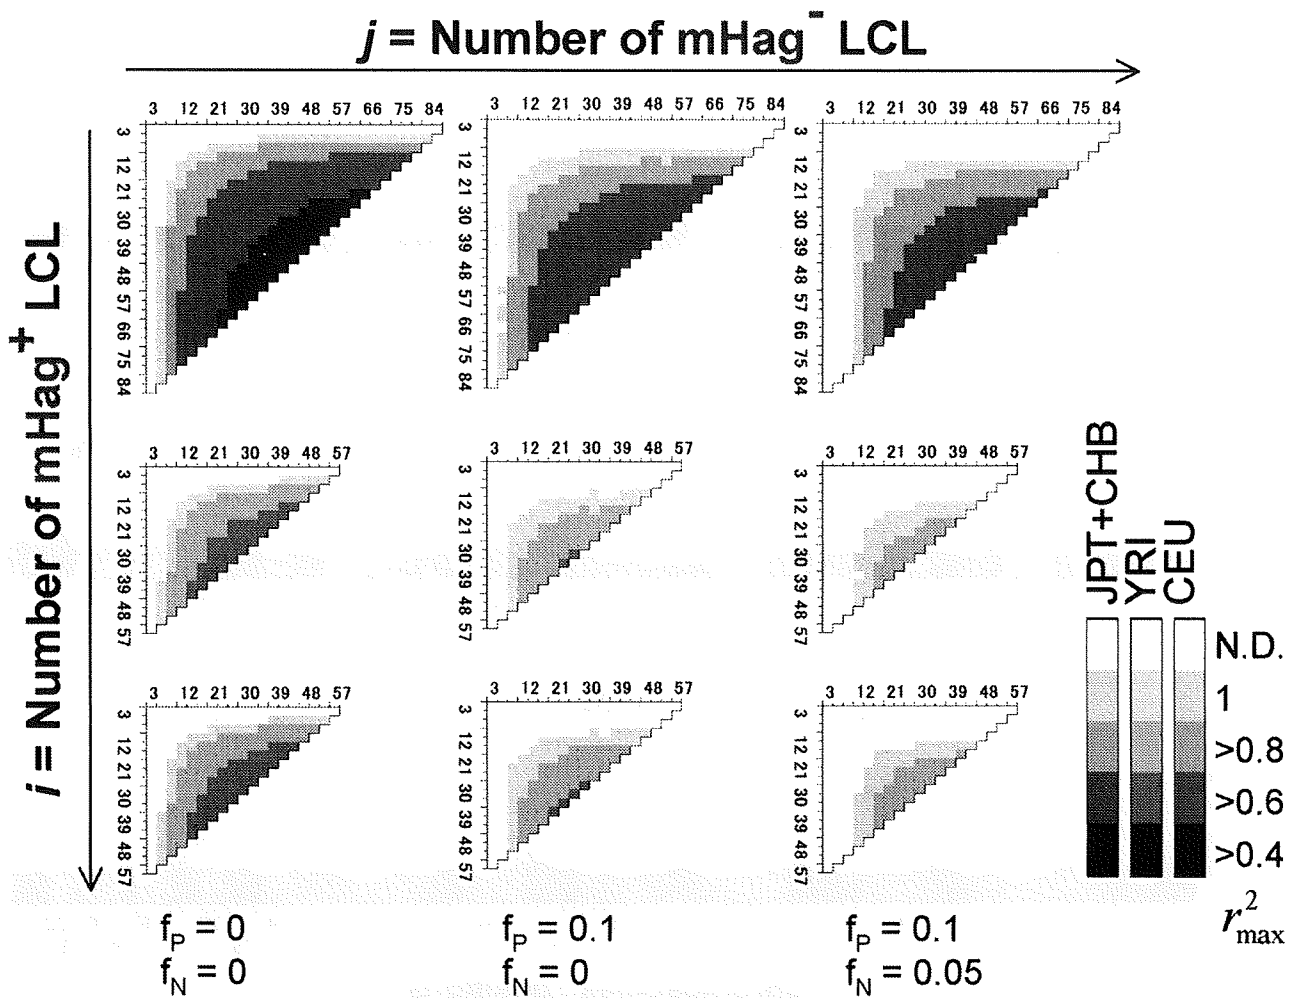 j = Number of mHag⁻ LCL
i = Number of mHag⁺ LCL
3 12 21 30 39 48 57 66 75 84
3 12 21 30 39 48 57 66 75 84
3 12 21 30 39 48 57 66 75 84
3 12 21 30 39 48 57 66 75 84
3 12 21 30 39 48 57 66 75 84
3 12 21 30 39 48 57 66 75 84
3 12 21 30 39 48 57
3 12 21 30 39 48 57
3 12 21 30 39 48 57
3 12 21 30 39 48 57
3 12 21 30 39 48 57
3 12 21 30 39 48 57
3 12 21 30 39 48 57
3 12 21 30 39 48 57
3 12 21 30 39 48 57
3 12 21 30 39 48 57
3 12 21 30 39 48 57
3 12 21 30 39 48 57
JPT+CHB
YRI
CEU
N.D.
1
>0.8
>0.6
>0.4
r²max
fP = 0
fN = 0
fP = 0.1
fN = 0
fP = 0.1
fN = 0.05